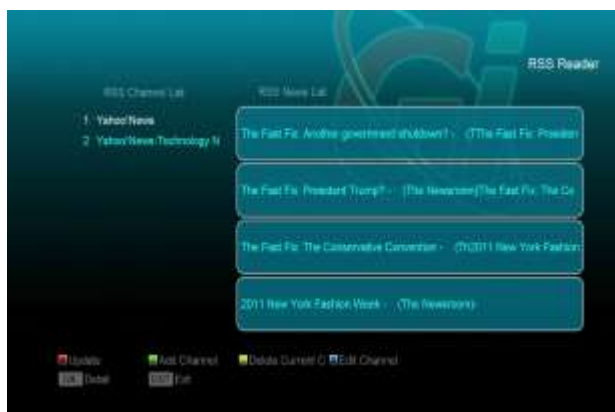 RSS Reader
RSS Channel List
RSS News List
1 Yahoo!News
2 Yahoo!News:Technology N
The Fast Fix: Another government shutdown? - (TThe Fast Fix: Presiden
The Fast Fix: President Trump? - (The Newsroom)The Fast Fix: The Co
The Fast Fix: The Conservative Convention - (Th2011 New York Fashion
2011 New York Fashion Week - (The Newsroom)
Update
Add Channel
Delete Current C
Edit Channel
OK Detail
EXIT Exit